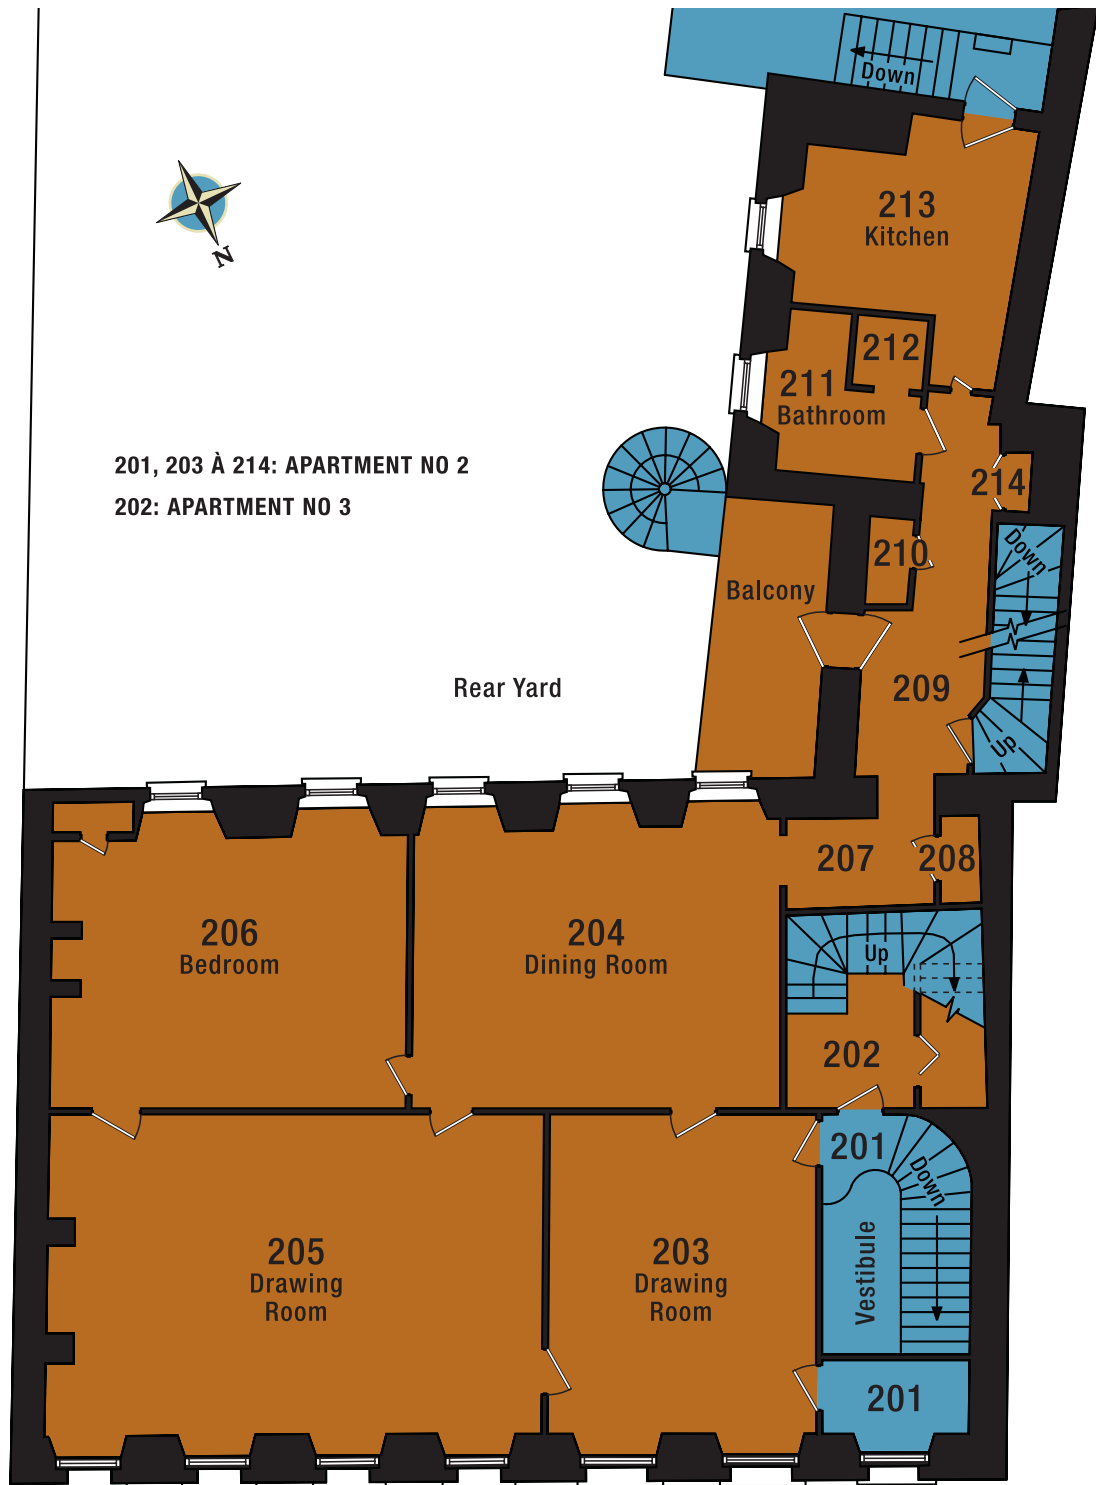 Down
213
Kitchen
N
212
211
Bathroom
201, 203 À 214: APARTMENT NO 2
202: APARTMENT NO 3
214
210
Down
Balcony
Rear Yard
209
UP
207
208
206
Bedroom
204
Dining Room
Up
202
201
Down
Vestibule
205
Drawing
Room
203
Drawing
Room
201